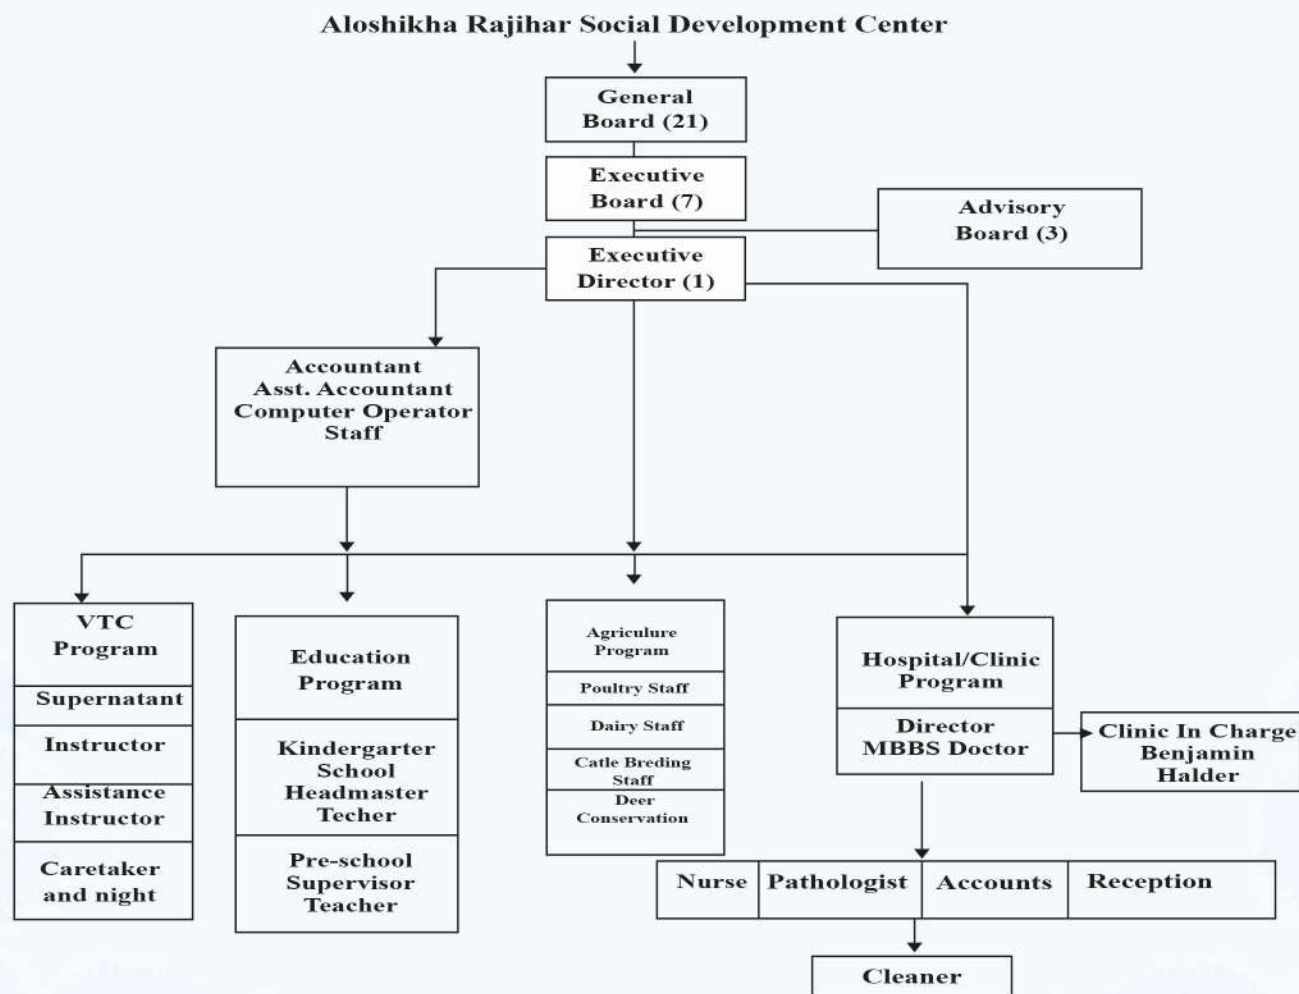 Aloshikha Rajihar Social Development Center
General
Board (21)
Executive
Board (7)
Advisory
Board (3)
Executive
Director (1)
Accountant
Asst. Accountant
Computer Operator
Staff
VTC
Program
Supernatant
Instructor
Assistance
Instructor
Caretaker
and night
Education
Program
Kindergarter
School
Headmaster
Techer
Pre-school
Supervisor
Teacher
Agriculure
Program
Poultry Staff
Dairy Staff
Catle Breding
Staff
Deer
Conservation
Hospital/Clinic
Program
Director
MBBS Doctor
Clinic In Charge
Benjamin
Halder
Nurse
Pathologist
Accounts
Reception
Cleaner